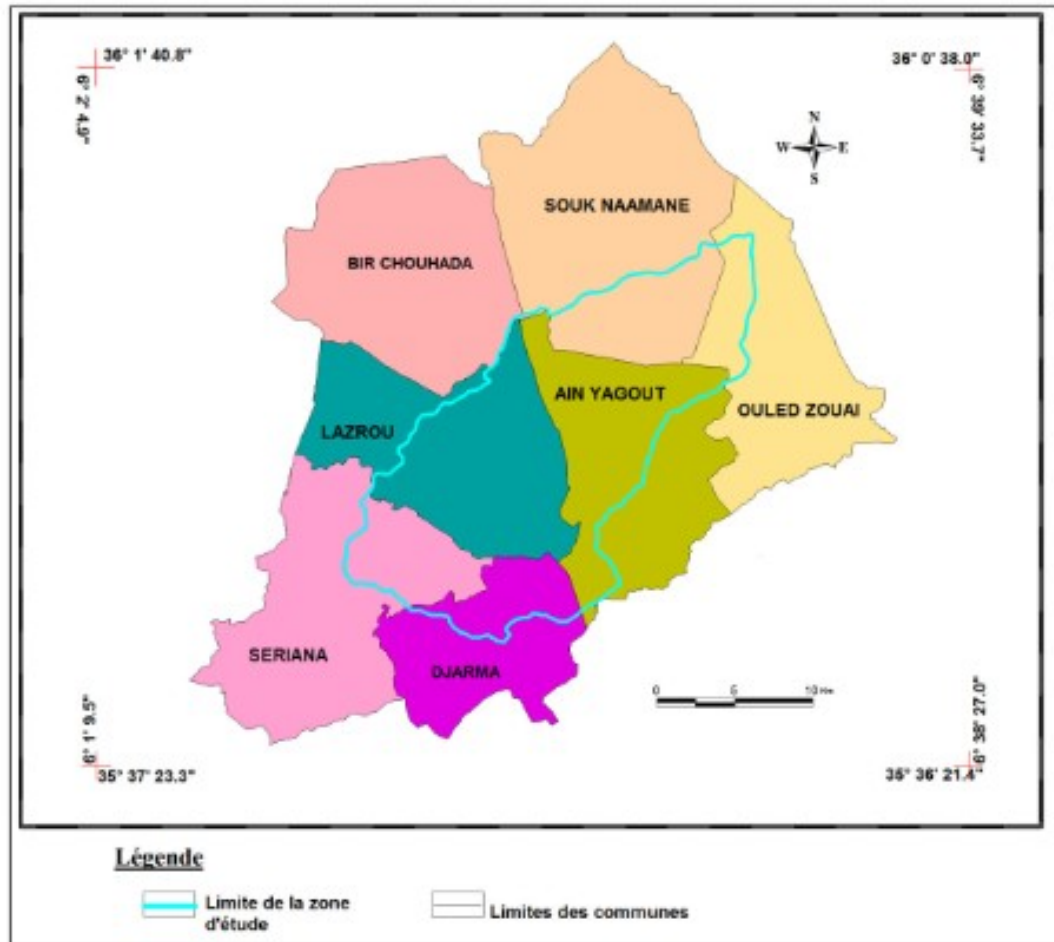 36° 1' 40.8"
36° 0' 38.0"
6° 2' 4.9"
6° 39' 33.7"
N
W E
S
SOUK NAAMANE
BIR CHOUHADA
AIN YAGOUT
OULED ZOUAI
LAZROU
SERIANA
DJARMA
0 5 10 Km
6° 1' 9.5"
6° 38' 27.0"
35° 37' 23.3"
35° 36' 21.4"
Légende
Limite de la zone
d'étude
Limites des communes